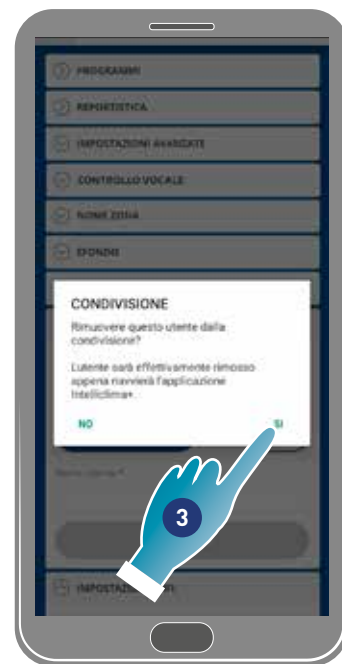 PROGRAMMI
REPORTISTICA
IMPOSTAZIONI AVANZATE
CONTROLLO VOCALE
NOME ZONA
SFONDO
CONDIVISIONE
Rimuovere questo utente dalla
condivisione?
L'utente sarà effettivamente rimosso
appena riavvierà l'applicazione
Intelliclima+.
NO
SI
3